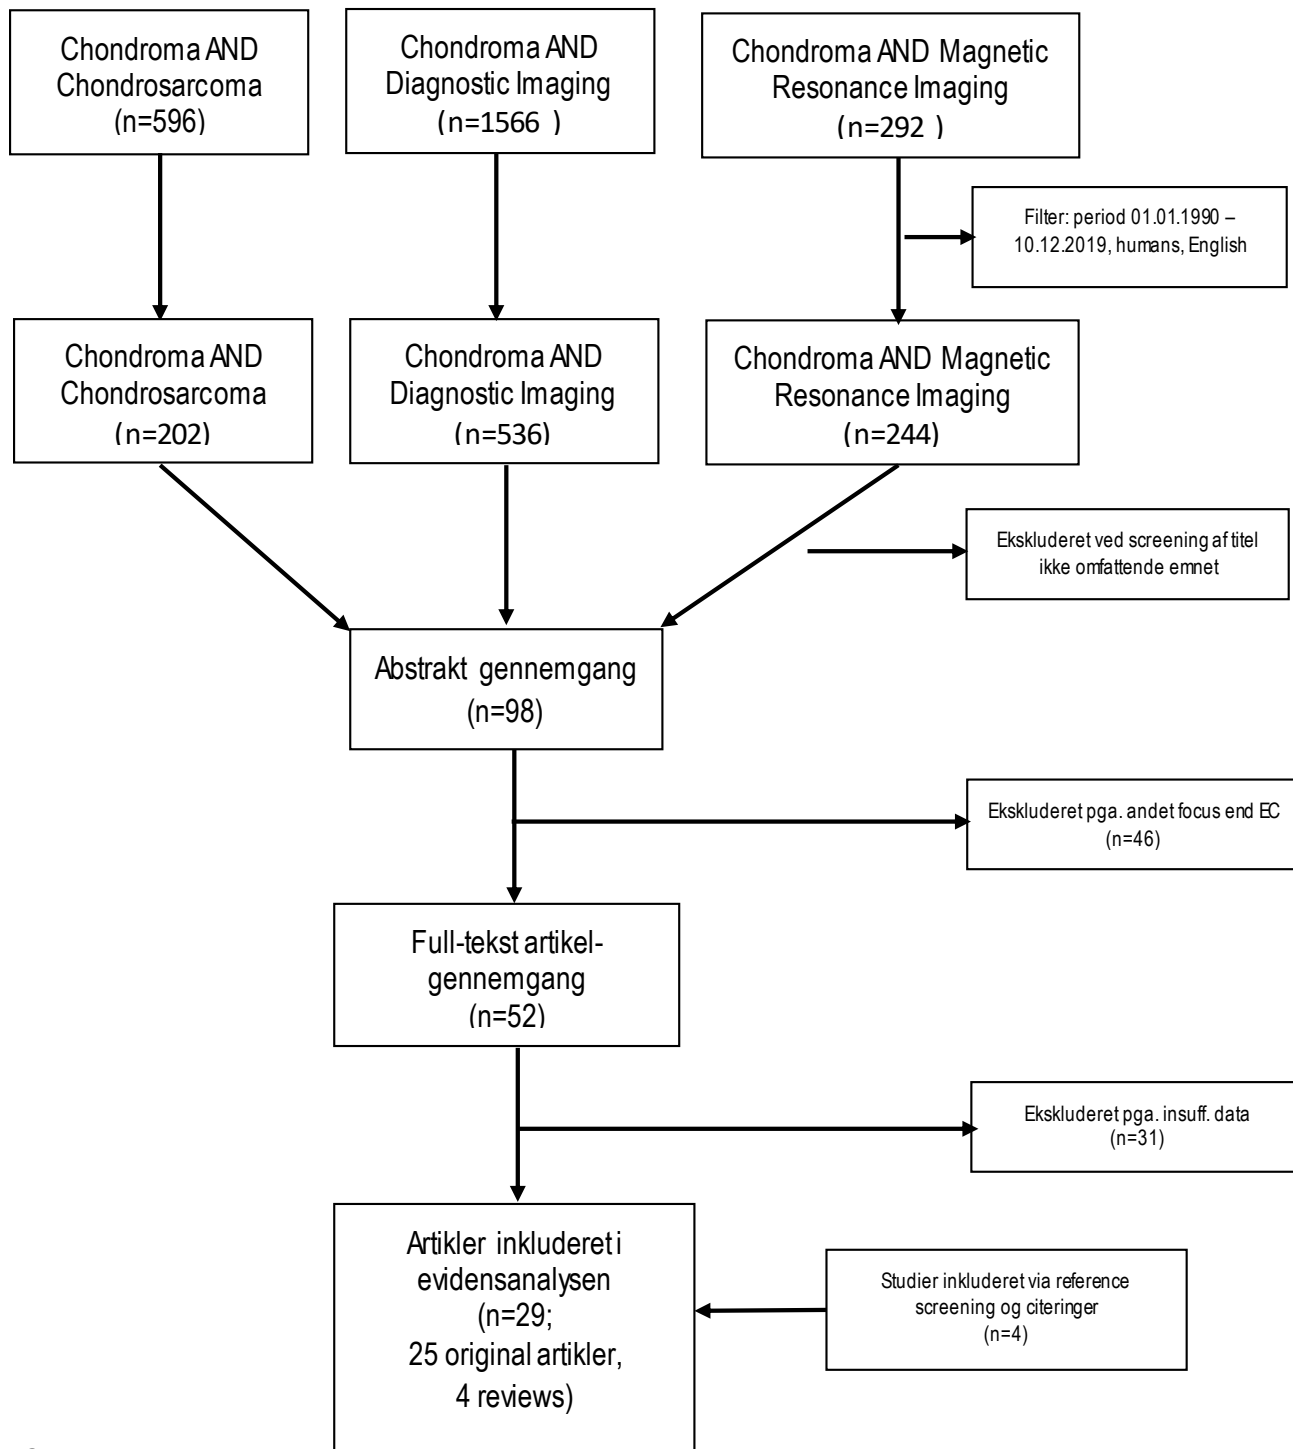 Chondroma AND
Chondrosarcoma
(n=596)
Chondroma AND
Diagnostic Imaging
(n=1566 )
Chondroma AND Magnetic
Resonance Imaging
(n=292 )
Filter: period 01.01.1990 –
10.12.2019, humans, English
Chondroma AND
Chondrosarcoma
(n=202)
Chondroma AND
Diagnostic Imaging
(n=536)
Chondroma AND Magnetic
Resonance Imaging
(n=244)
Ekskluderet ved screening af titel
ikke omfattende emnet
Abstrakt gennemgang
(n=98)
Ekskluderet pga. andet focus end EC
(n=46)
Full-tekst artikel-
gennemgang
(n=52)
Ekskluderet pga. insuff. data
(n=31)
Artikler inkluderet i
evidensanalysen
(n=29;
25 original artikler,
4 reviews)
Studier inkluderet via reference
screening og citeringer
(n=4)